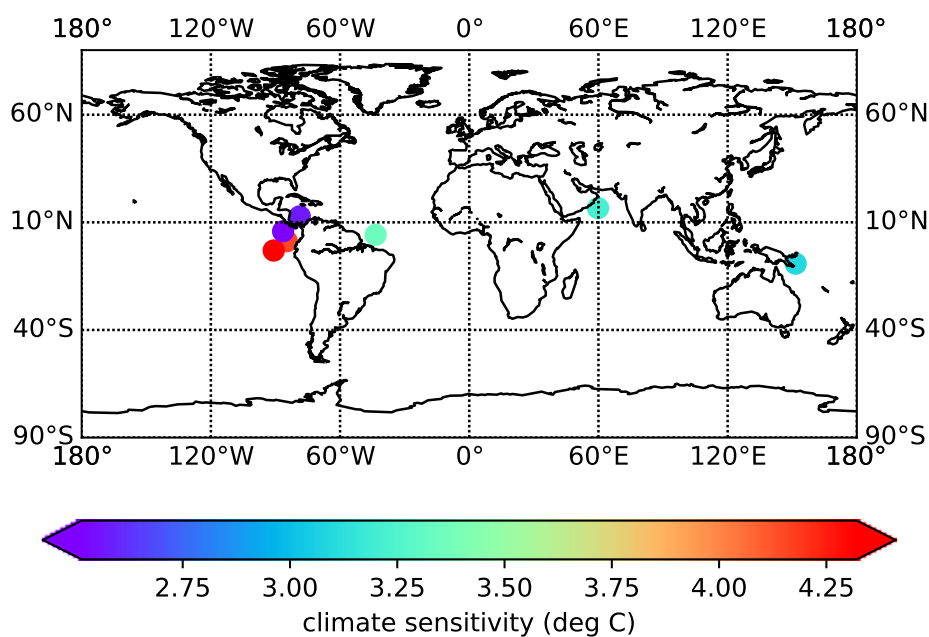 180° 120°W 60°W 0° 60°E 120°E 180°
60°N 60°N
10°N 10°N
40°S 40°S
90°S 90°S
180° 120°W 60°W 0° 60°E 120°E 180°
2.75 3.00 3.25 3.50 3.75 4.00 4.25
climate sensitivity (deg C)